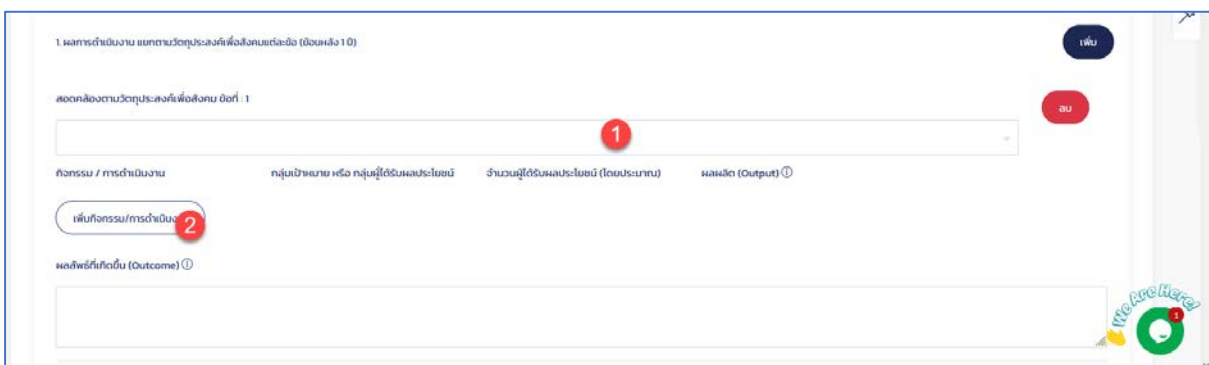 1. ผลการดำเนินงาน แยกตามวัตถุประสงค์เพื่อสังคมแต่ละข้อ (ย้อนหลัง 1 ปี)
เพิ่ม
สอดคล้องตามวัตถุประสงค์เพื่อสังคม ข้อที่ : 1
ลบ
1
กิจกรรม / การดำเนินงาน กลุ่มเป้าหมาย หรือ กลุ่มผู้ได้รับผลประโยชน์ จำนวนผู้ได้รับผลประโยชน์ (โดยประมาณ) ผลผลิต (Output)
เพิ่มกิจกรรม/การดำเนินง
2
ผลลัพธ์ที่เกิดขึ้น (Outcome)
We Are Here!
1